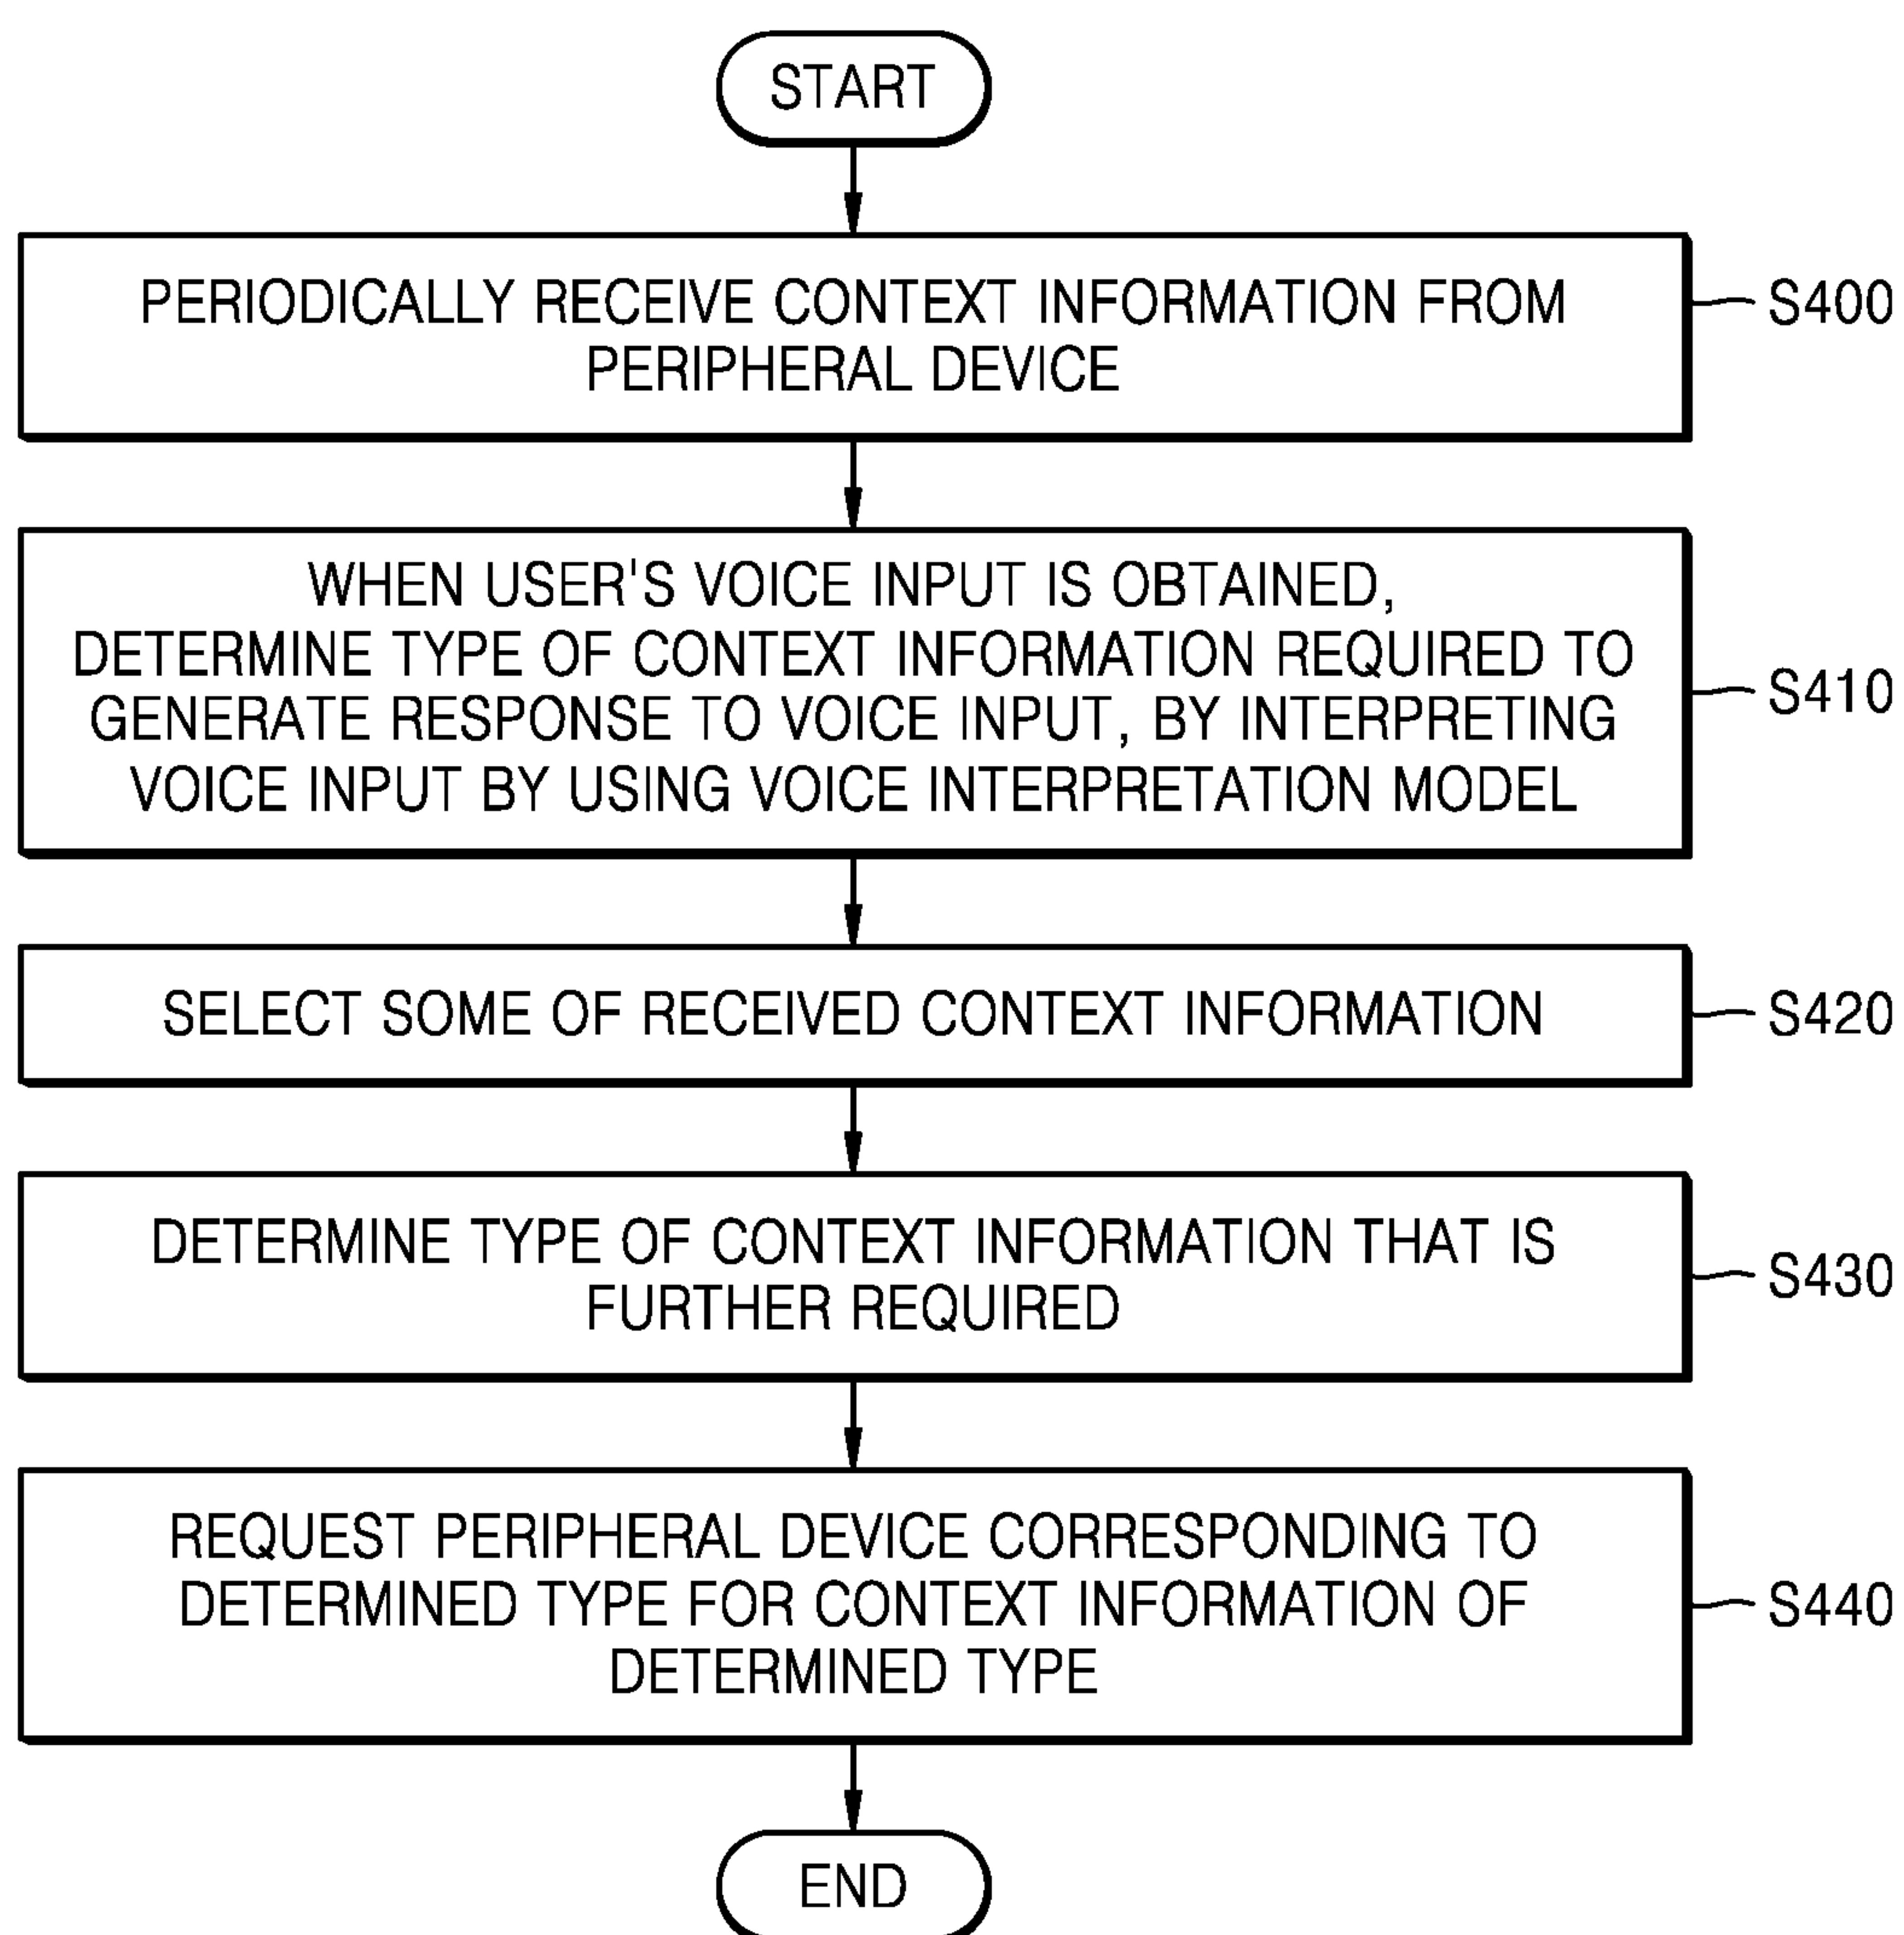 START
PERIODICALLY RECEIVE CONTEXT INFORMATION FROM
PERIPHERAL DEVICE
S400
WHEN USER'S VOICE INPUT IS OBTAINED,
DETERMINE TYPE OF CONTEXT INFORMATION REQUIRED TO
GENERATE RESPONSE TO VOICE INPUT, BY INTERPRETING
VOICE INPUT BY USING VOICE INTERPRETATION MODEL
S410
SELECT SOME OF RECEIVED CONTEXT INFORMATION
S420
DETERMINE TYPE OF CONTEXT INFORMATION THAT IS
FURTHER REQUIRED
S430
REQUEST PERIPHERAL DEVICE CORRESPONDING TO
DETERMINED TYPE FOR CONTEXT INFORMATION OF
DETERMINED TYPE
S440
END